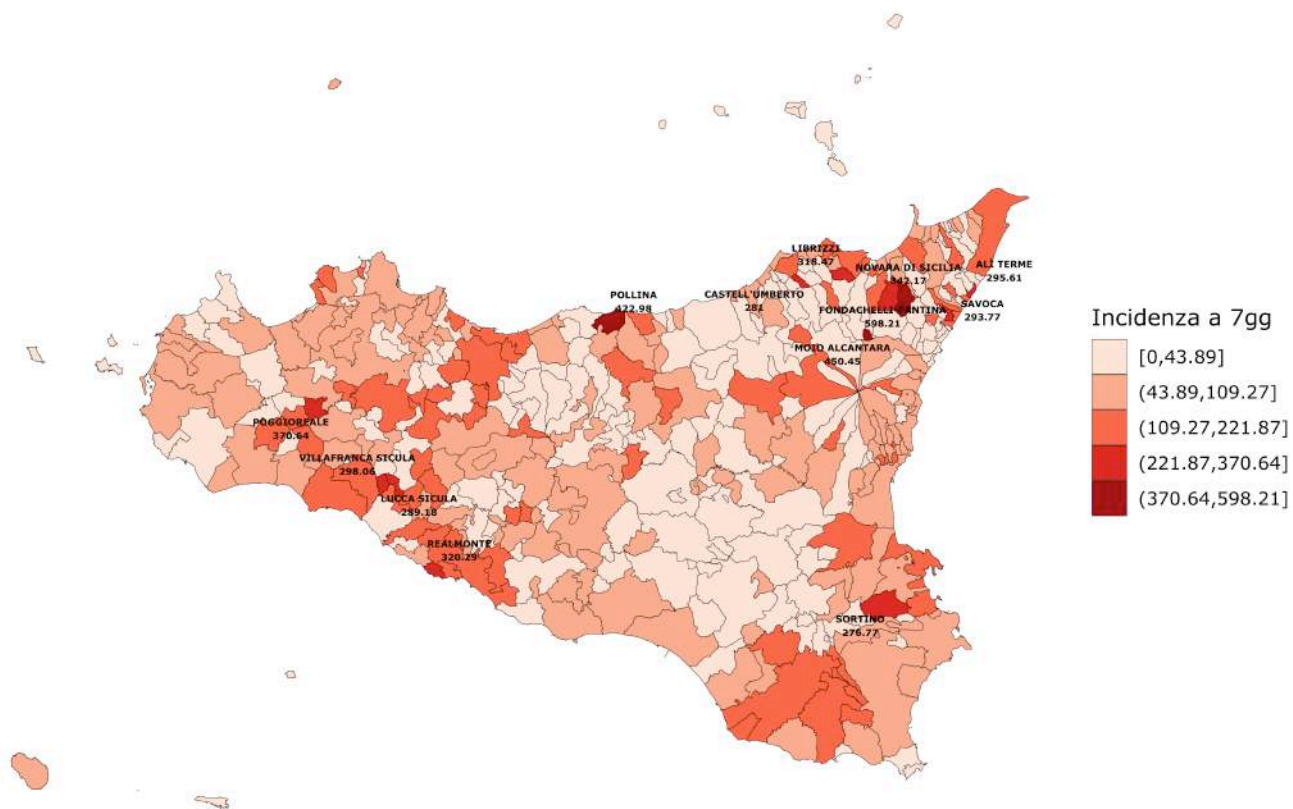 LIBRIZZI
318.47
NOVARA DI SICILIA
342.17
ALÌ TERME
295.61
POLLINA
422.98
CASTELL'UMBERTO
281
FONDACHELLI-FANTINA
598.21
SAVOCA
293.77
MOIO ALCANTARA
450.45
POGGIOREALE
370.64
VILLAFRANCA SICULA
298.06
LUCCA SICULA
289.18
REALMONTE
320.29
SORTINO
276.77
Incidenza a 7gg
[0,43.89]
(43.89,109.27]
(109.27,221.87]
(221.87,370.64]
(370.64,598.21]